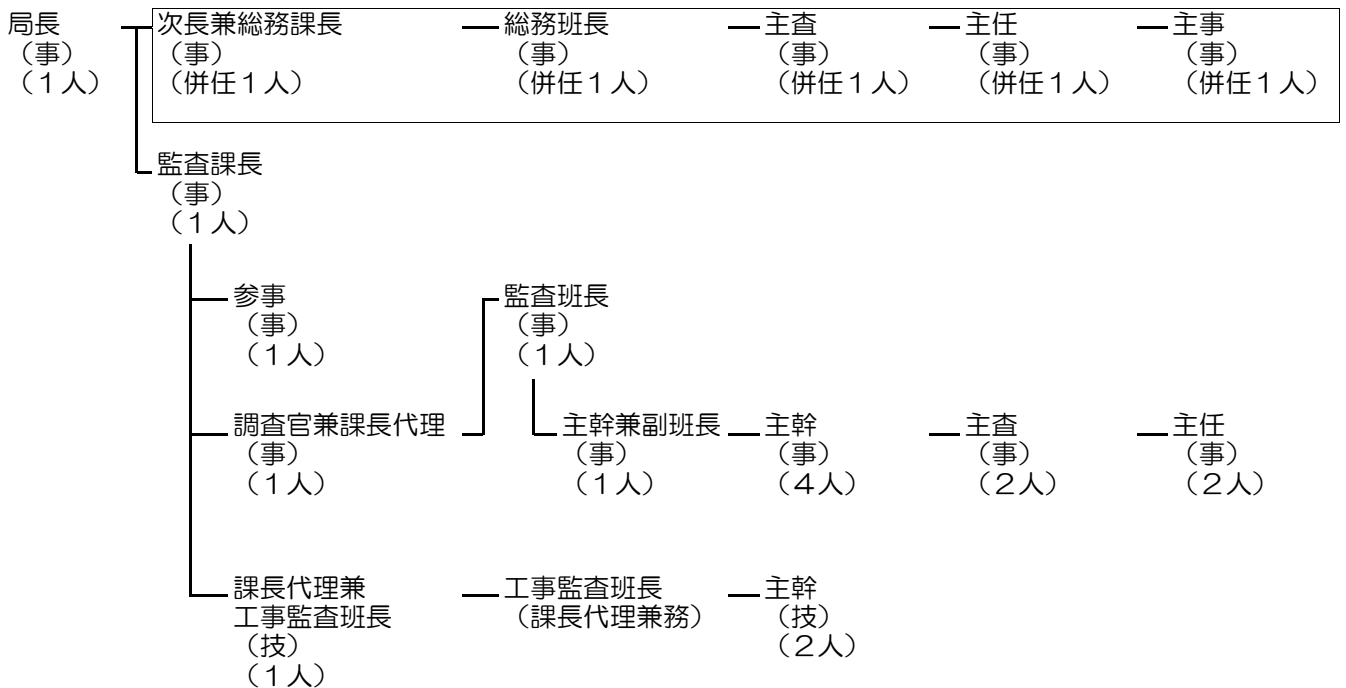 局長 次長兼総務課長 総務班長 主査 主任 主事
（事） （事） （事） （事） （事） （事）
（１人） （併任１人） （併任１人） （併任１人） （併任１人） （併任１人）
監査課長
（事）
（１人）
参事 監査班長
（事） （事）
（１人） （１人）
調査官兼課長代理 主幹兼副班長 主幹 主査 主任
（事） （事） （事） （事） （事）
（１人） （１人） （４人） （２人） （２人）
課長代理兼 工事監査班長 主幹
工事監査班長 （課長代理兼務） （技）
（技） （２人）
（１人）